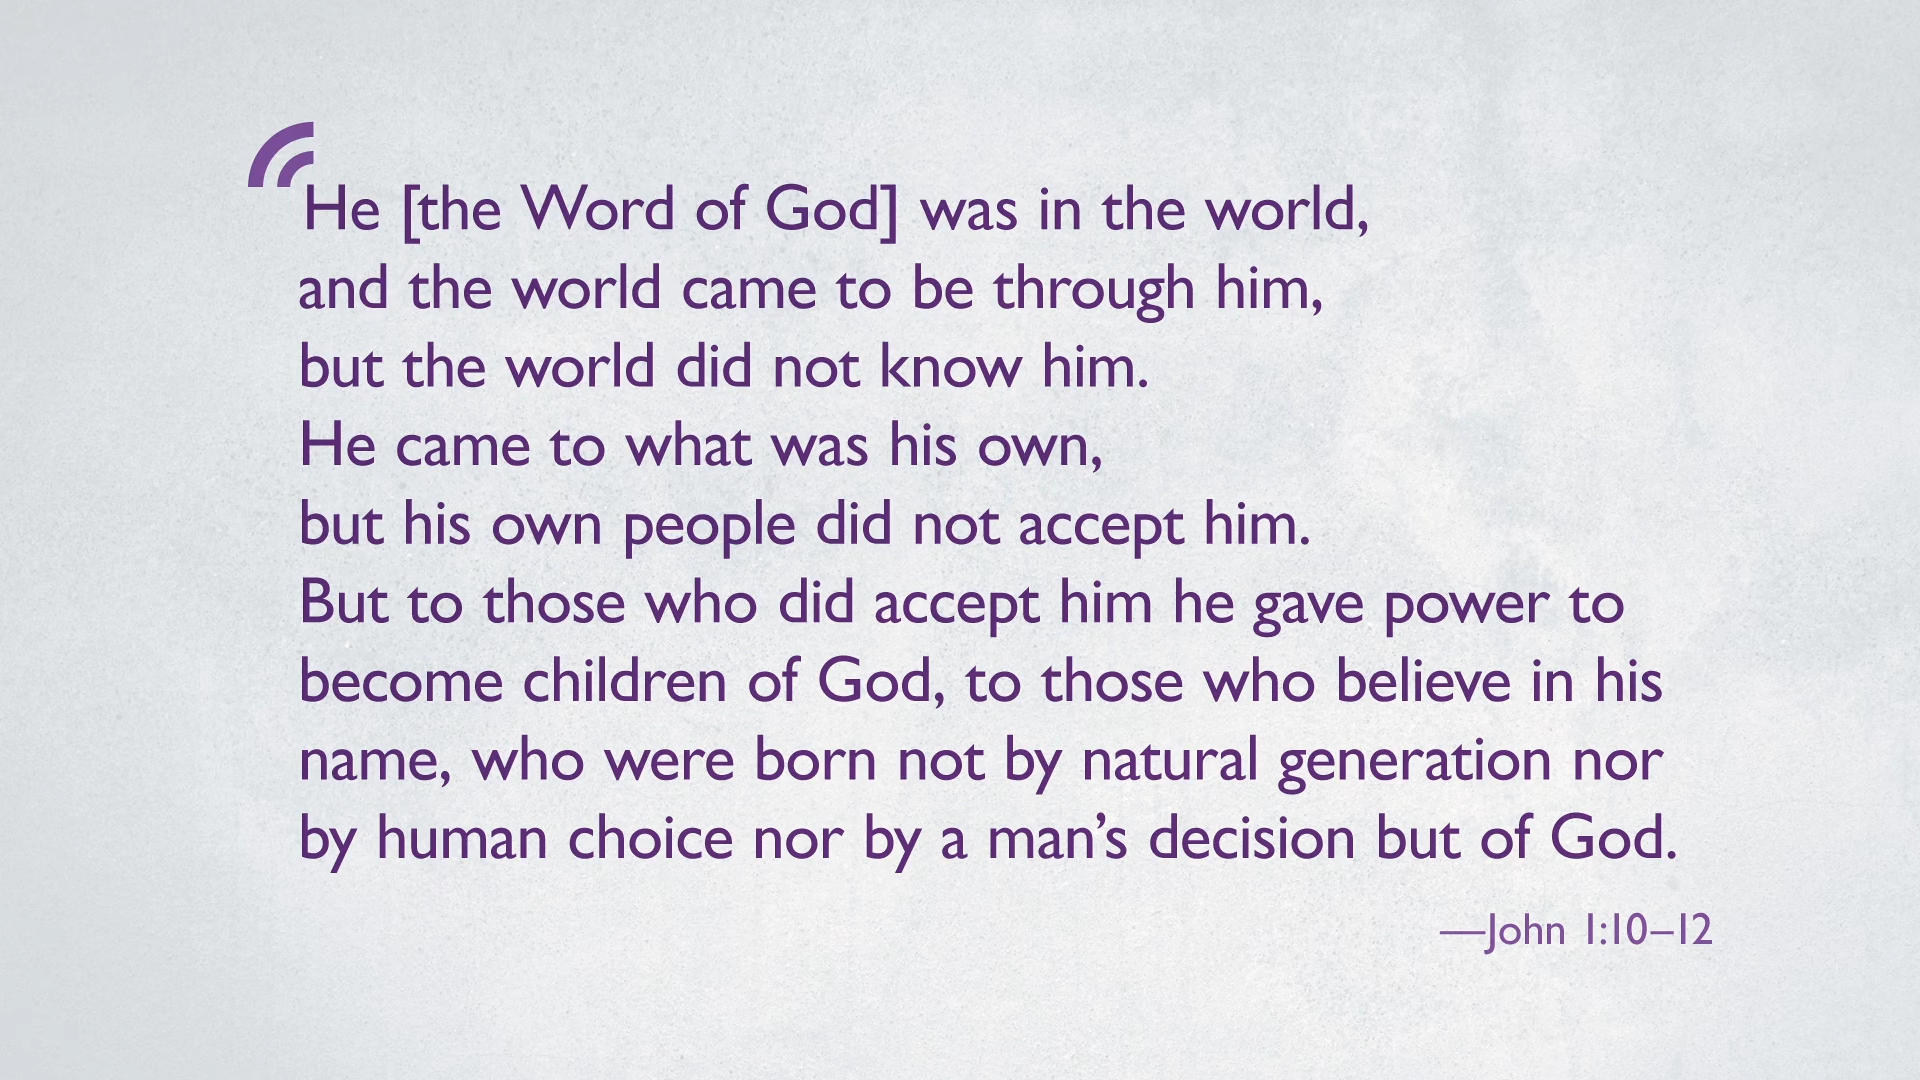 He [the Word of God] was in the world,
and the world came to be through him,
but the world did not know him.
He came to what was his own,
but his own people did not accept him.
But to those who did accept him he gave power to
become children of God, to those who believe in his
name, who were born not by natural generation nor
by human choice nor by a man’s decision but of God.
—John 1:10–12